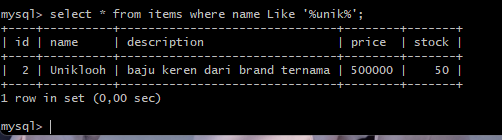 mysql> select * from items where name Like '%unik%';
+----+----------+------------------------------+--------+-------+
| id | name     | description                  | price  | stock |
+----+----------+------------------------------+--------+-------+
|  2 | Uniklooh | baju keren dari brand ternama | 500000 |    50 |
+----+----------+------------------------------+--------+-------+
1 row in set (0,00 sec)
mysql>